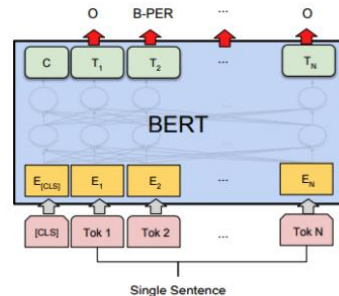 O B-PER ... O
C T1 T2 ... TN
...
BERT
...
E[CLS] E1 E2 ... EN
[CLS] Tok 1 Tok 2 ... Tok N
Single Sentence